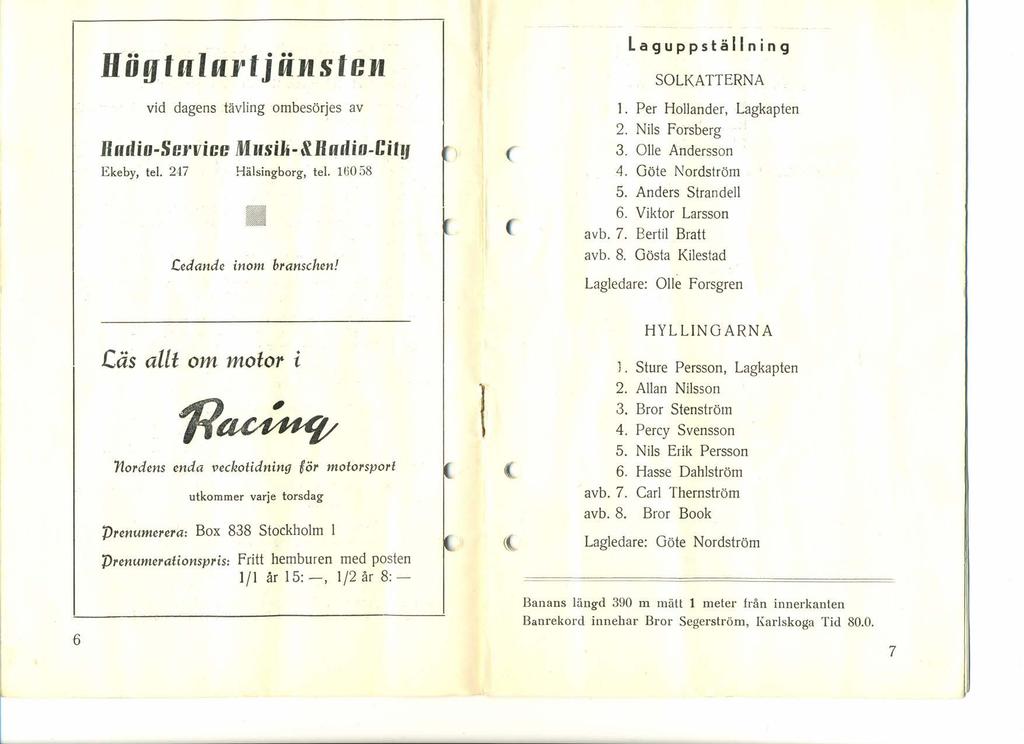 Högtalartjänsten
vid dagens tävling ombesörjes av
Radio-Service Musik-&Radio-City
Ekeby, tel. 247 Hälsingborg, tel. 16058
Ledande inom branschen!
Läs allt om motor i
Racing
Nordens enda veckotidning för motorsport
utkommer varje torsdag
Prenumerera: Box 838 Stockholm 1
Prenumerationspris: Fritt hemburen med posten
1/1 år 15: —, 1/2 år 8: —
6
Laguppställning
SOLKATTERNA
1. Per Hollander, Lagkapten
2. Nils Forsberg
3. Olle Andersson
4. Göte Nordström
5. Anders Strandell
6. Viktor Larsson
avb. 7. Bertil Bratt
avb. 8. Gösta Kilestad
Lagledare: Olle Forsgren
HYLLINGARNA
1. Sture Persson, Lagkapten
2. Allan Nilsson
3. Bror Stenström
4. Percy Svensson
5. Nils Erik Persson
6. Hasse Dahlström
avb. 7. Carl Thernström
avb. 8. Bror Book
Lagledare: Göte Nordström
Banans längd 390 m mätt 1 meter från innerkanten
Banrekord innehar Bror Segerström, Karlskoga Tid 80.0.
7